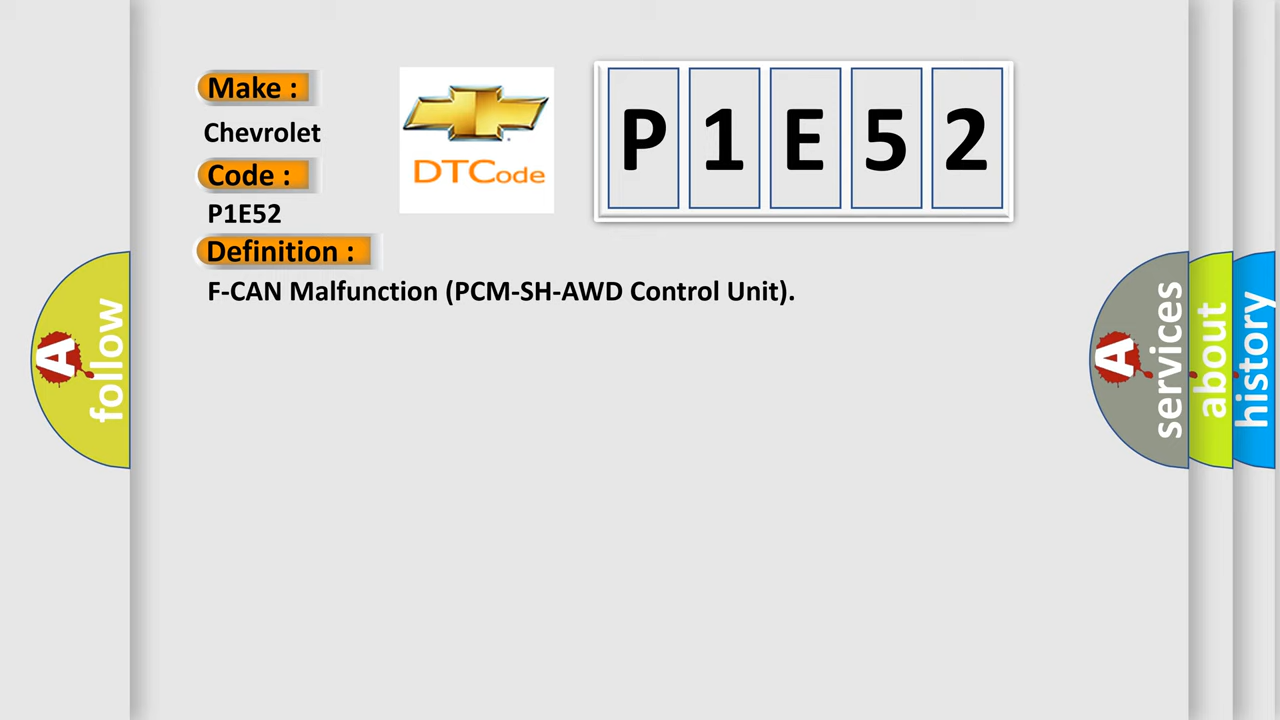 Make :
Chevrolet
Code :
P1E52
Definition :
F-CAN Malfunction (PCM-SH-AWD Control Unit).
DTCode
P 1 E 5 2
A follow
A services
about
history